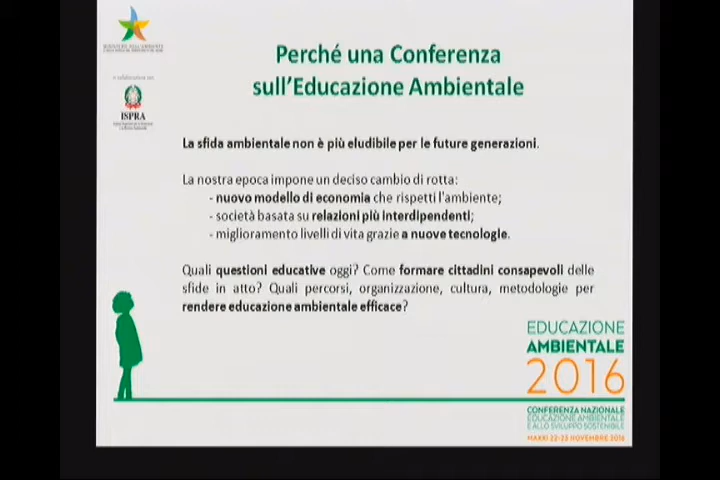 Perché una Conferenza
sull'Educazione Ambientale
ISPRA
La sfida ambientale non è più eludibile per le future generazioni.
La nostra epoca impone un deciso cambio di rotta:
- nuovo modello di economia che rispetti l'ambiente;
- società basata su relazioni più interdipendenti;
- miglioramento livelli di vita grazie a nuove tecnologie.
Quali questioni educative oggi? Come formare cittadini consapevoli delle
sfide in atto? Quali percorsi, organizzazione, cultura, metodologie per
rendere educazione ambientale efficace?
EDUCAZIONE
AMBIENTALE
2016
CONFERENZA NAZIONALE
EDUCAZIONE AMBIENTALE
E ALLO SVILUPPO SOSTENIBILE
MAXXI 22-23 NOVEMBRE 2016